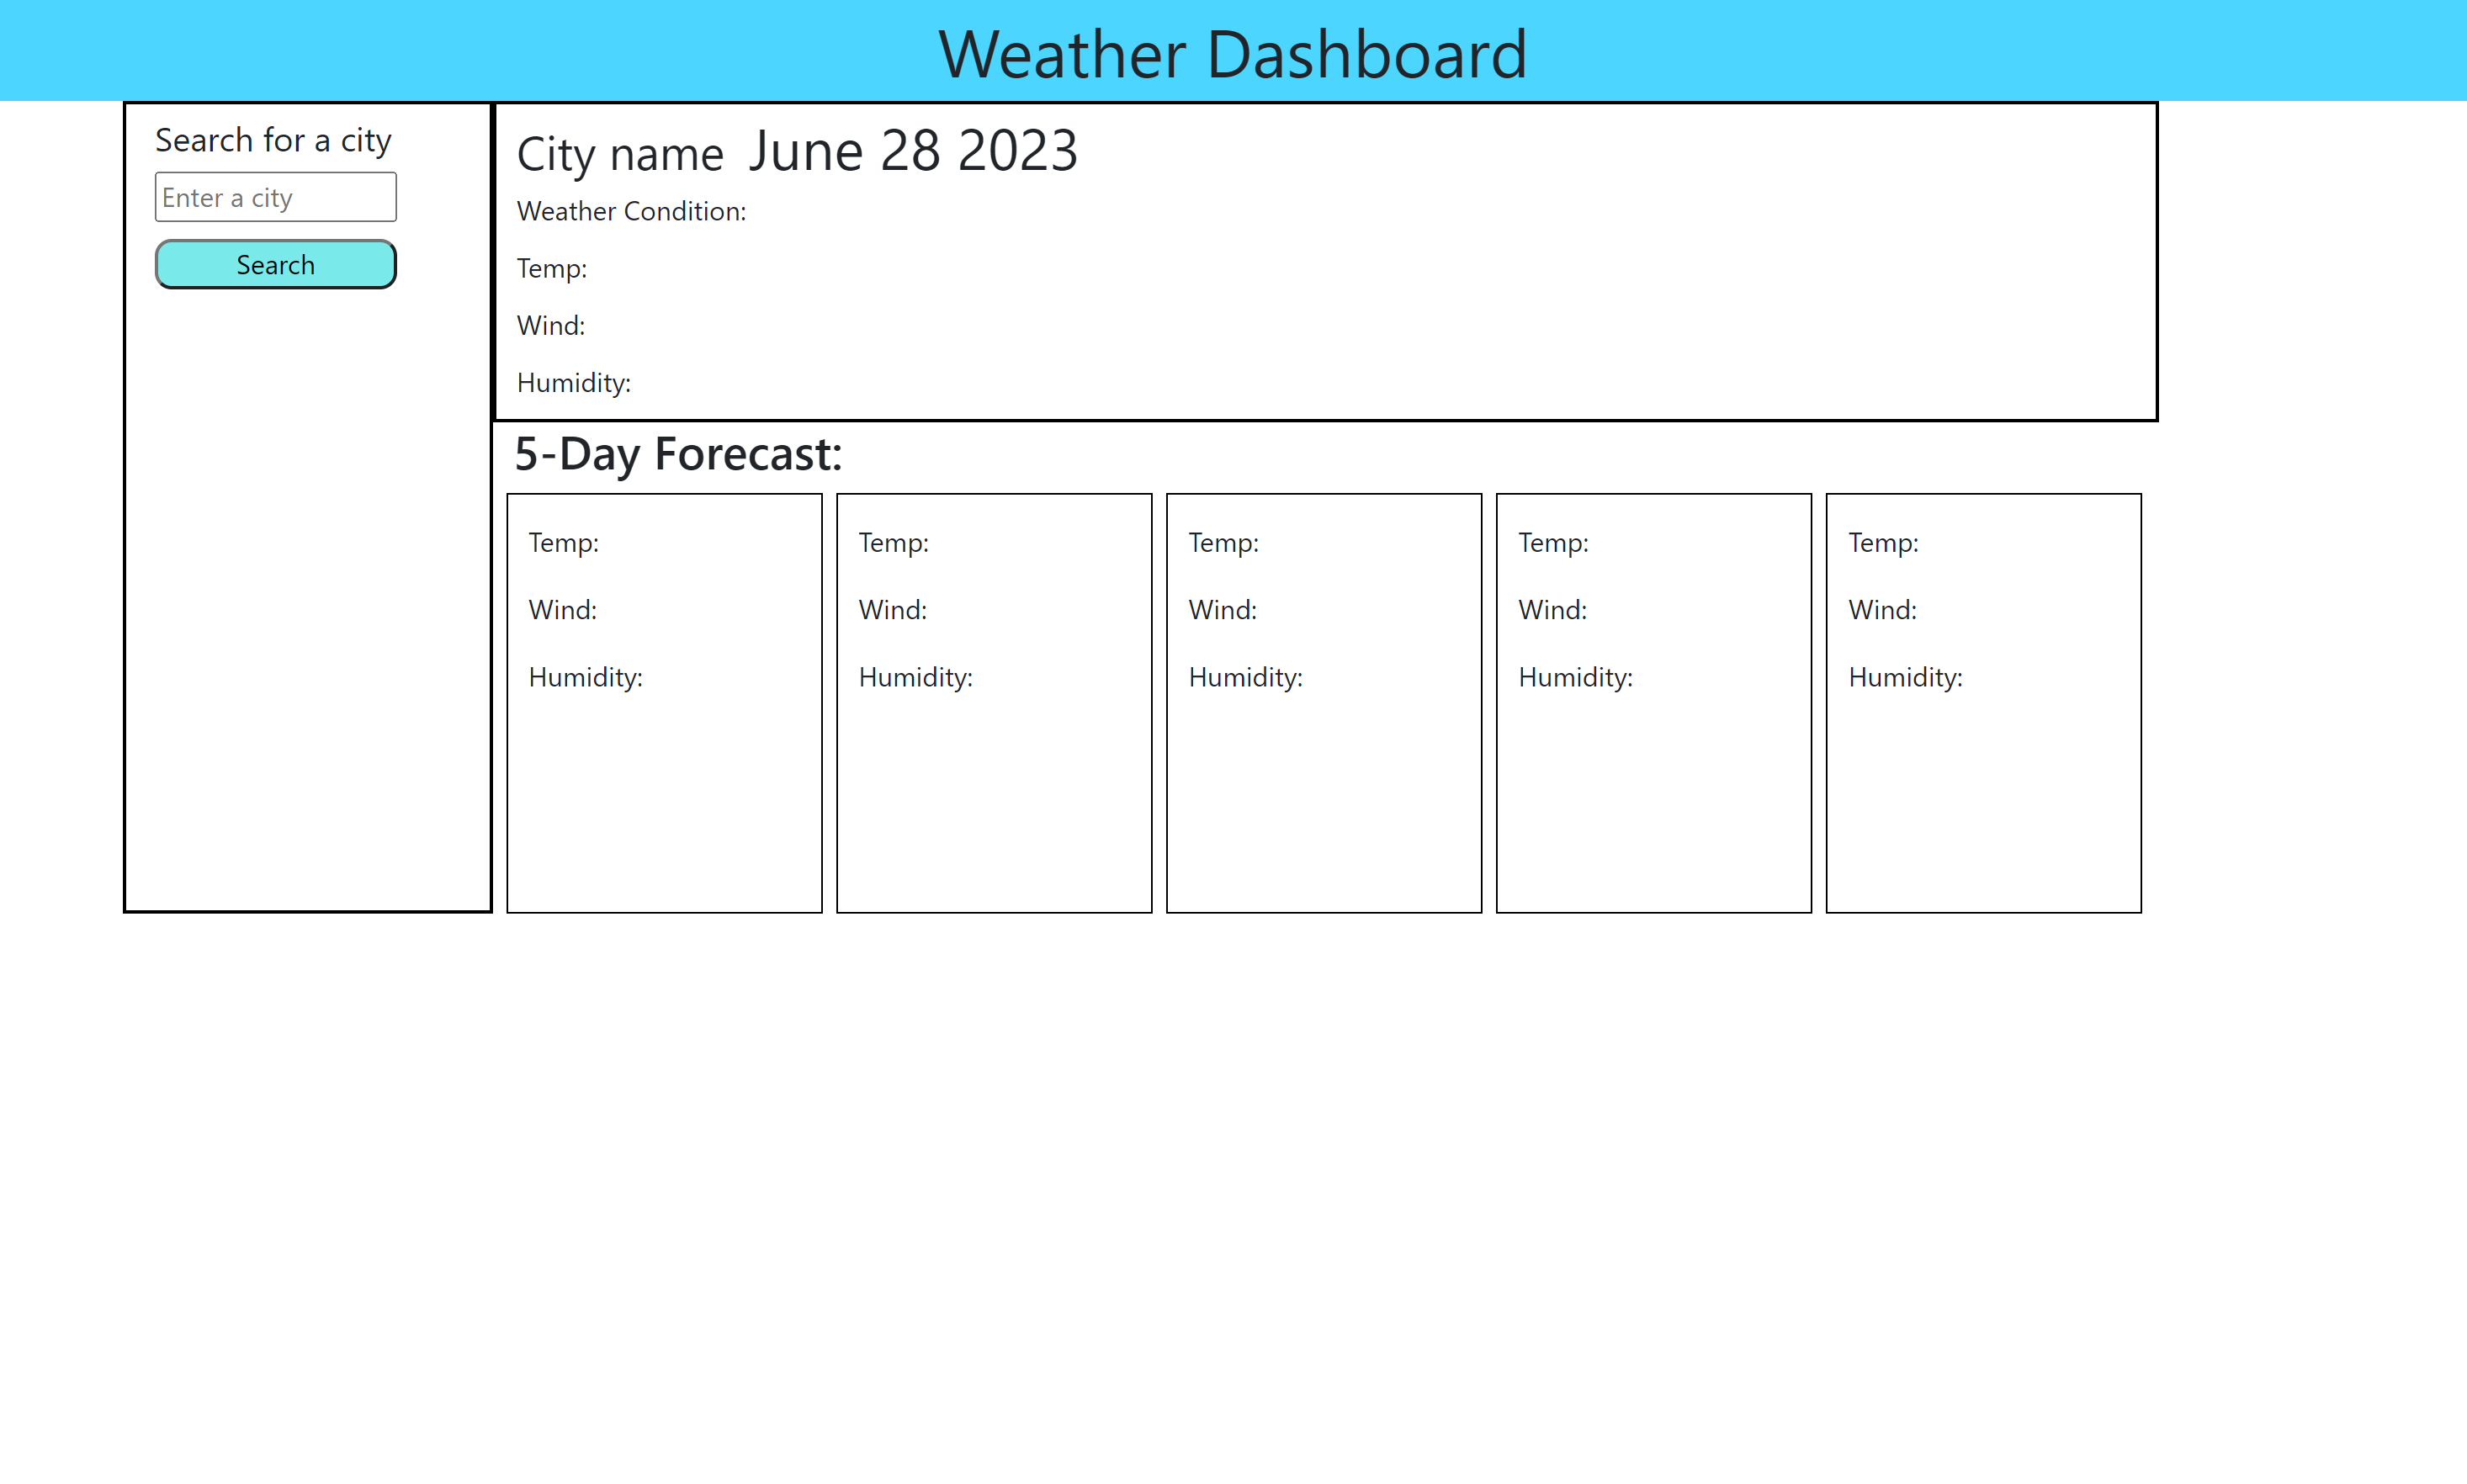 Weather Dashboard
Search for a city
Enter a city
Search
City name June 28 2023
Weather Condition:
Temp:
Wind:
Humidity:
5-Day Forecast:
Temp:
Wind:
Humidity:
Temp:
Wind:
Humidity:
Temp:
Wind:
Humidity:
Temp:
Wind:
Humidity:
Temp:
Wind:
Humidity: